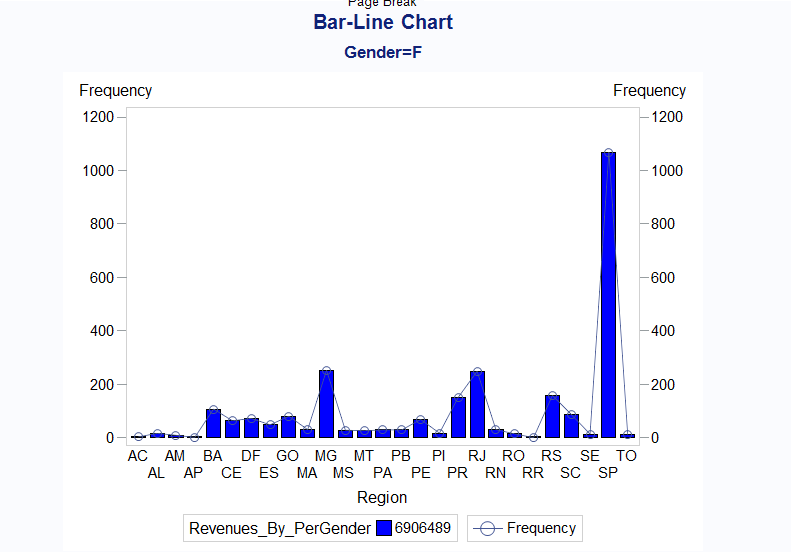 Page Break
Bar-Line Chart
Gender=F
Frequency Frequency
1200 1200
1000 1000
800 800
600 600
400 400
200 200
0 0
AC AM BA DF GO MG MT PB PI RJ RO RS SE TO
AL AP CE ES MA MS PA PE PR RN RR SC SP
Region
Revenues_By_PerGender 6906489 Frequency